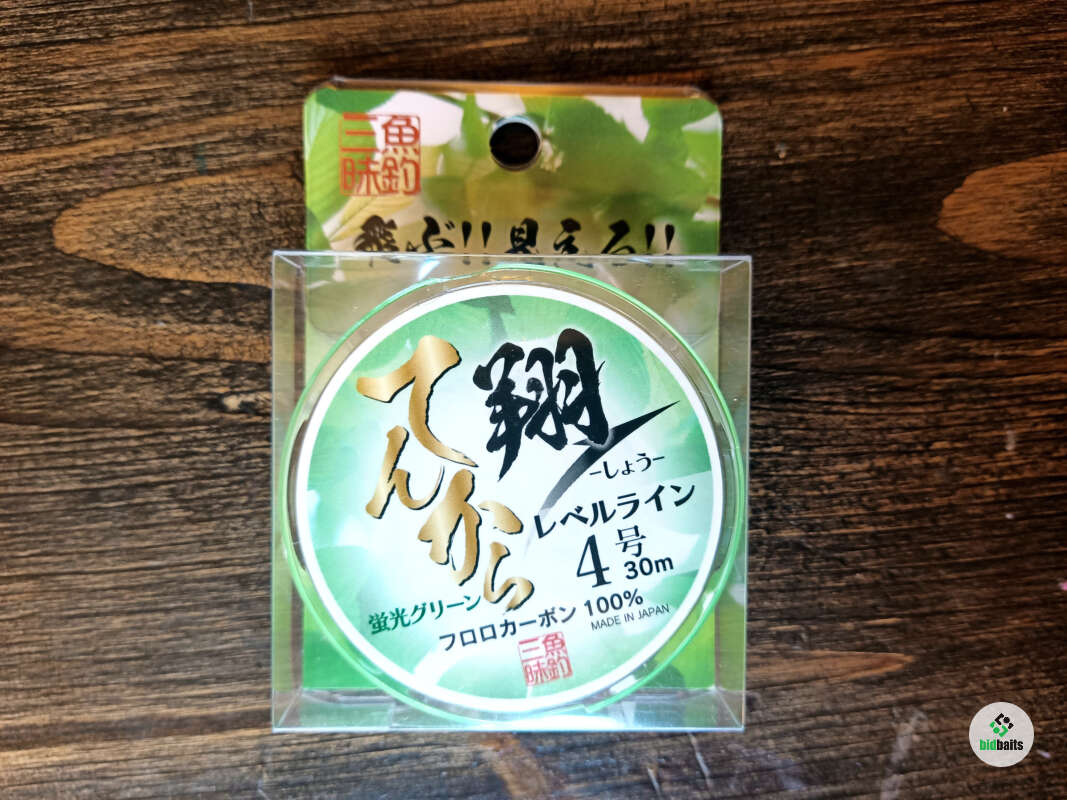 魚釣
三昧
飛ぶ!!見える!!
翔
-しょう-
てんから
レベルライン
4号
30m
蛍光グリーン
フロロカーボン 100%
MADE IN JAPAN
魚釣
三昧
bidbaits